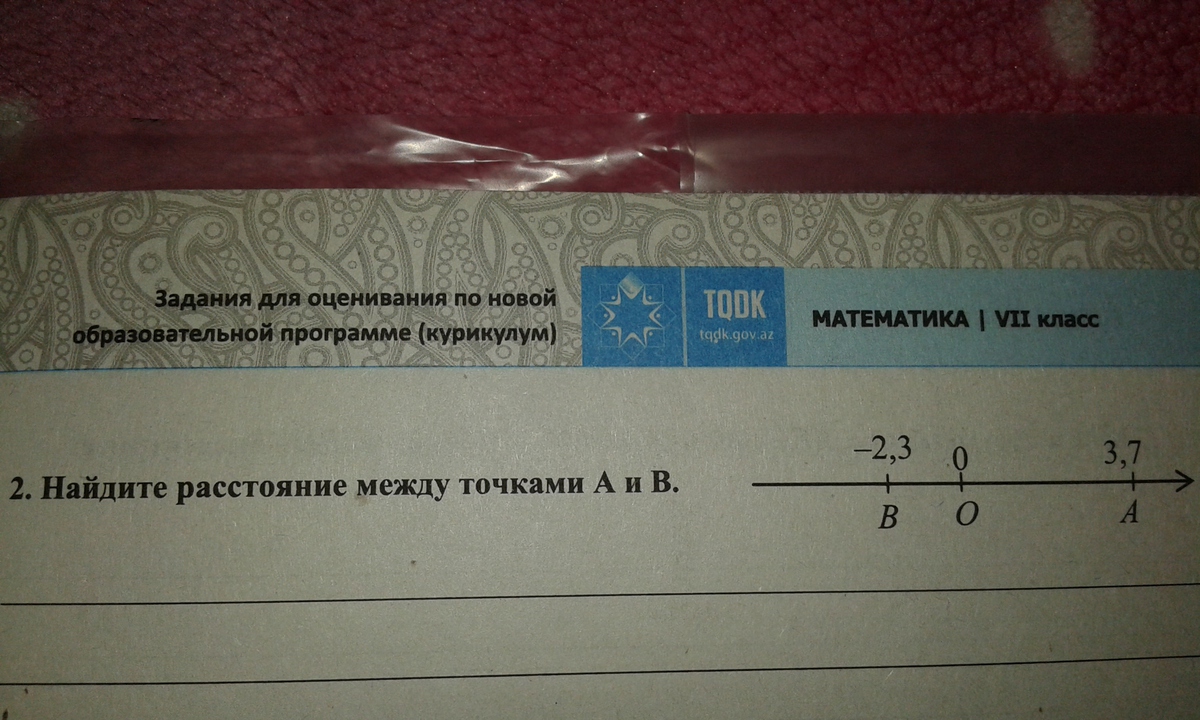 Задания для оценивания по новой
образовательной программе (курикулум)
TQDK
tqdk.gov.az
МАТЕМАТИКА | VII класс
2. Найдите расстояние между точками А и В.
–2,3 0 3,7
B O A